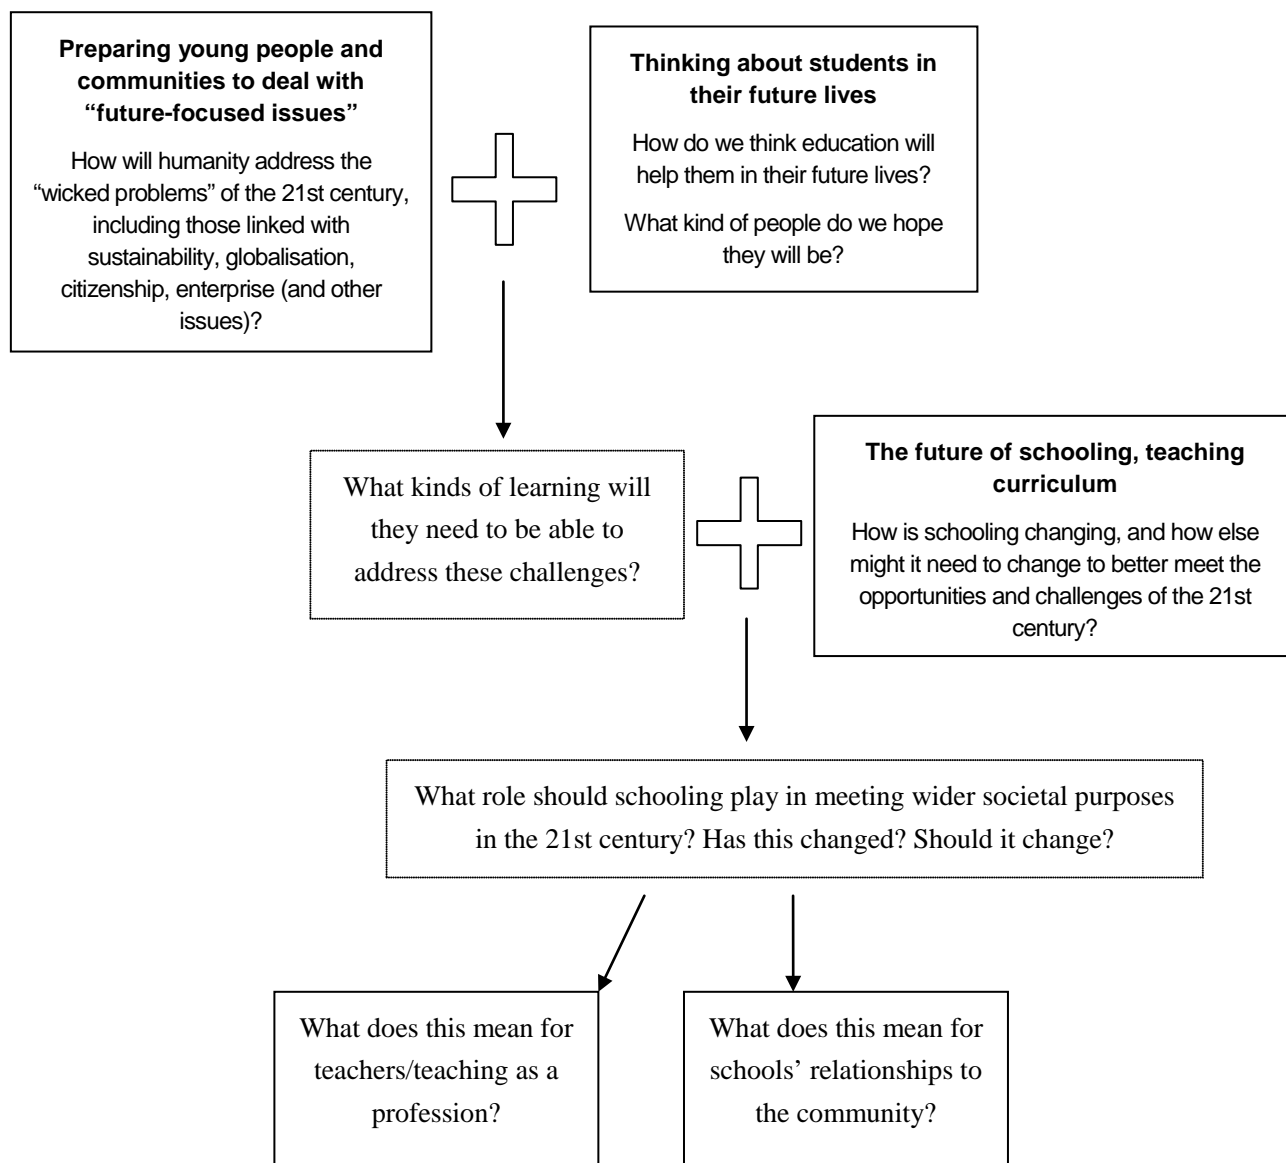 Preparing young people and
communities to deal with
“future-focused issues”
How will humanity address the
“wicked problems” of the 21st century,
including those linked with
sustainability, globalisation,
citizenship, enterprise (and other
issues)?
Thinking about students in
their future lives
How do we think education will
help them in their future lives?
What kind of people do we hope
they will be?
What kinds of learning will
they need to be able to
address these challenges?
The future of schooling, teaching
curriculum
How is schooling changing, and how else
might it need to change to better meet the
opportunities and challenges of the 21st
century?
What role should schooling play in meeting wider societal purposes
in the 21st century? Has this changed? Should it change?
What does this mean for
teachers/teaching as a
profession?
What does this mean for
schools’ relationships to
the community?